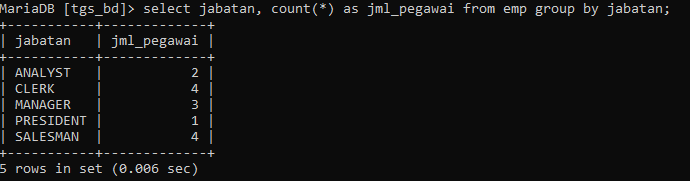 MariaDB [tgs_bd]> select jabatan, count(*) as jml_pegawai from emp group by jabatan;
+-----------+-------------+
| jabatan   | jml_pegawai |
+-----------+-------------+
| ANALYST   |           2 |
| CLERK     |           4 |
| MANAGER   |           3 |
| PRESIDENT |           1 |
| SALESMAN  |           4 |
+-----------+-------------+
5 rows in set (0.006 sec)